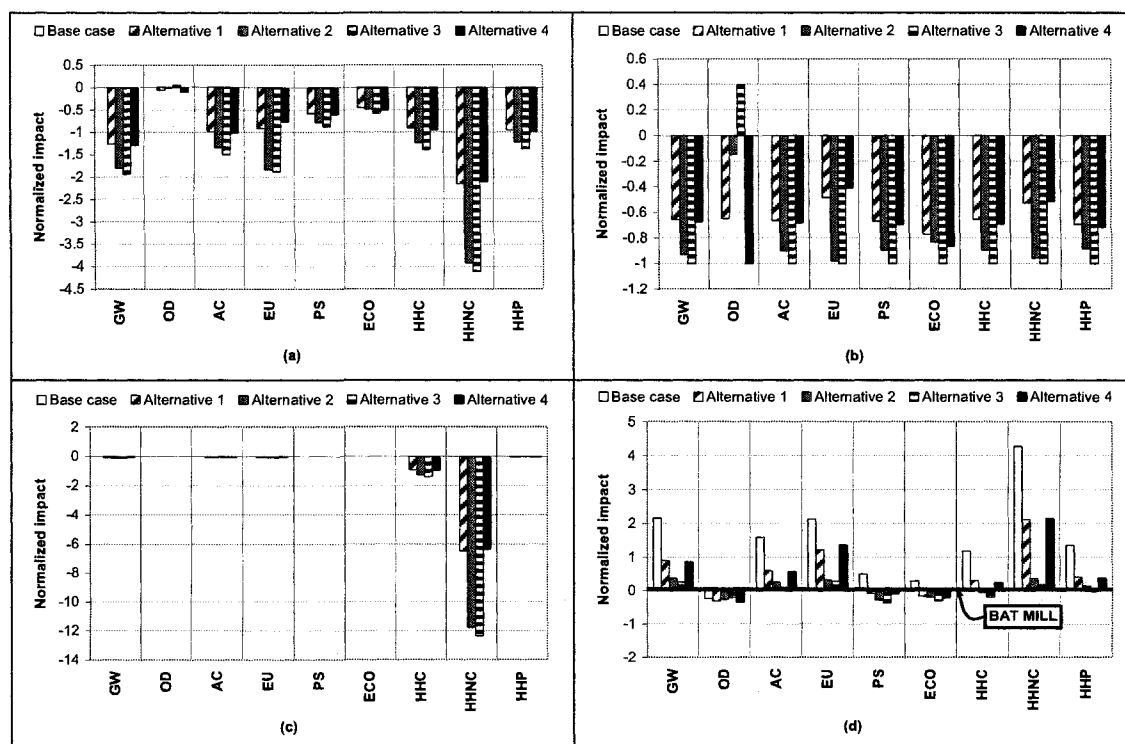 Base case Alternative 1 Alternative 2 Alternative 3 Alternative 4
Normalized impact
0.5
0
-0.5
-1
-1.5
-2
-2.5
-3
-3.5
-4
-4.5
GW OD AC EU PS ECO HHC HHNC HHP
(a)
Base case Alternative 1 Alternative 2 Alternative 3 Alternative 4
Normalized impact
0.6
0.4
0.2
0
-0.2
-0.4
-0.6
-0.8
-1
-1.2
GW OD AC EU PS ECO HHC HHNC HHP
(b)
Base case Alternative 1 Alternative 2 Alternative 3 Alternative 4
Normalized impact
2
0
-2
-4
-6
-8
-10
-12
-14
GW OD AC EU PS ECO HHC HHNC HHP
(c)
Base case Alternative 1 Alternative 2 Alternative 3 Alternative 4
Normalized impact
5
4
3
2
1
0
-1
-2
BAT MILL
GW OD AC EU PS ECO HHC HHNC HHP
(d)